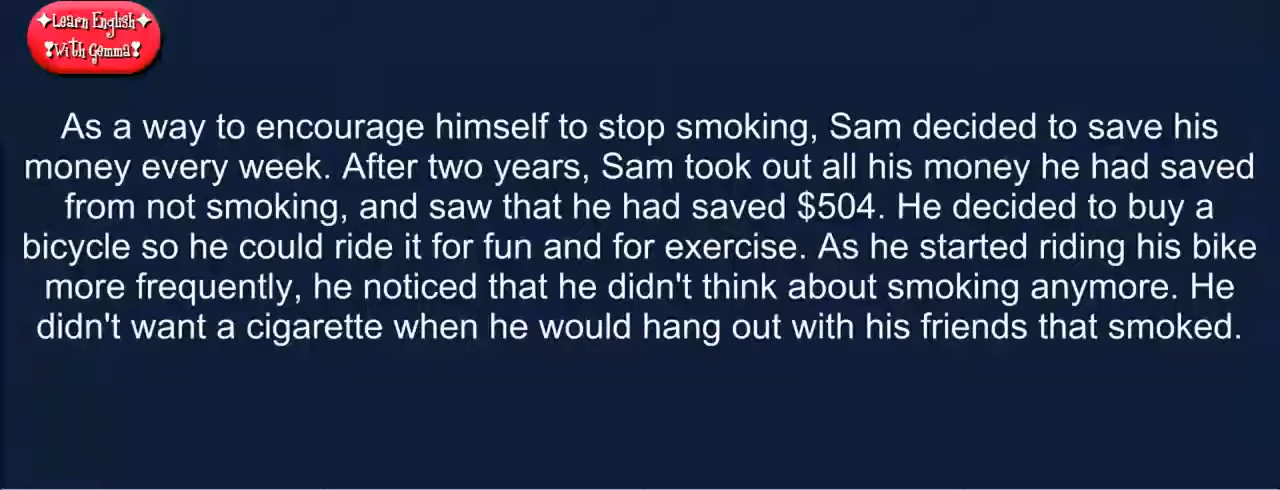 Learn English
With Gemma
As a way to encourage himself to stop smoking, Sam decided to save his
money every week. After two years, Sam took out all his money he had saved
from not smoking, and saw that he had saved $504. He decided to buy a
bicycle so he could ride it for fun and for exercise. As he started riding his bike
more frequently, he noticed that he didn't think about smoking anymore. He
didn't want a cigarette when he would hang out with his friends that smoked.